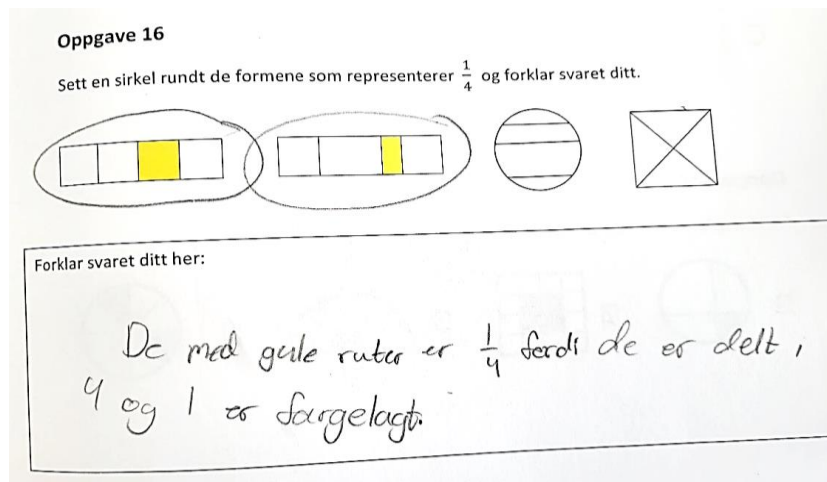 Oppgave 16
Sett en sirkel rundt de formene som representerer 1/4 og forklar svaret ditt.
Forklar svaret ditt her:
De med gule ruter er 1/4 fordi de er delt i
4 og 1 er fargelagt.